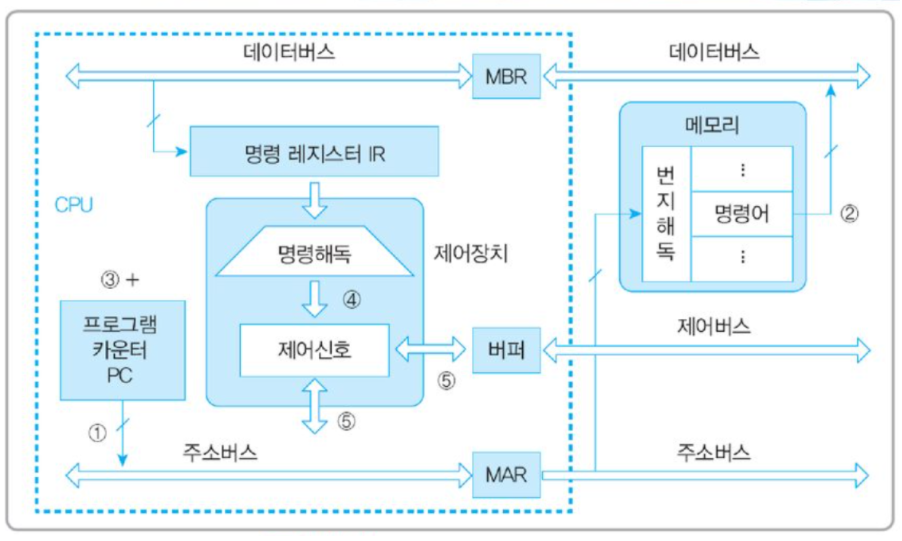 데이터버스
MBR
데이터버스
명령 레지스터 IR
메모리
번
지
해
독
⋮
명령어
⋮
②
CPU
명령해독
제어장치
③ +
④
프로그램
카운터
PC
제어신호
버퍼
제어버스
⑤
⑤
①
주소버스
MAR
주소버스